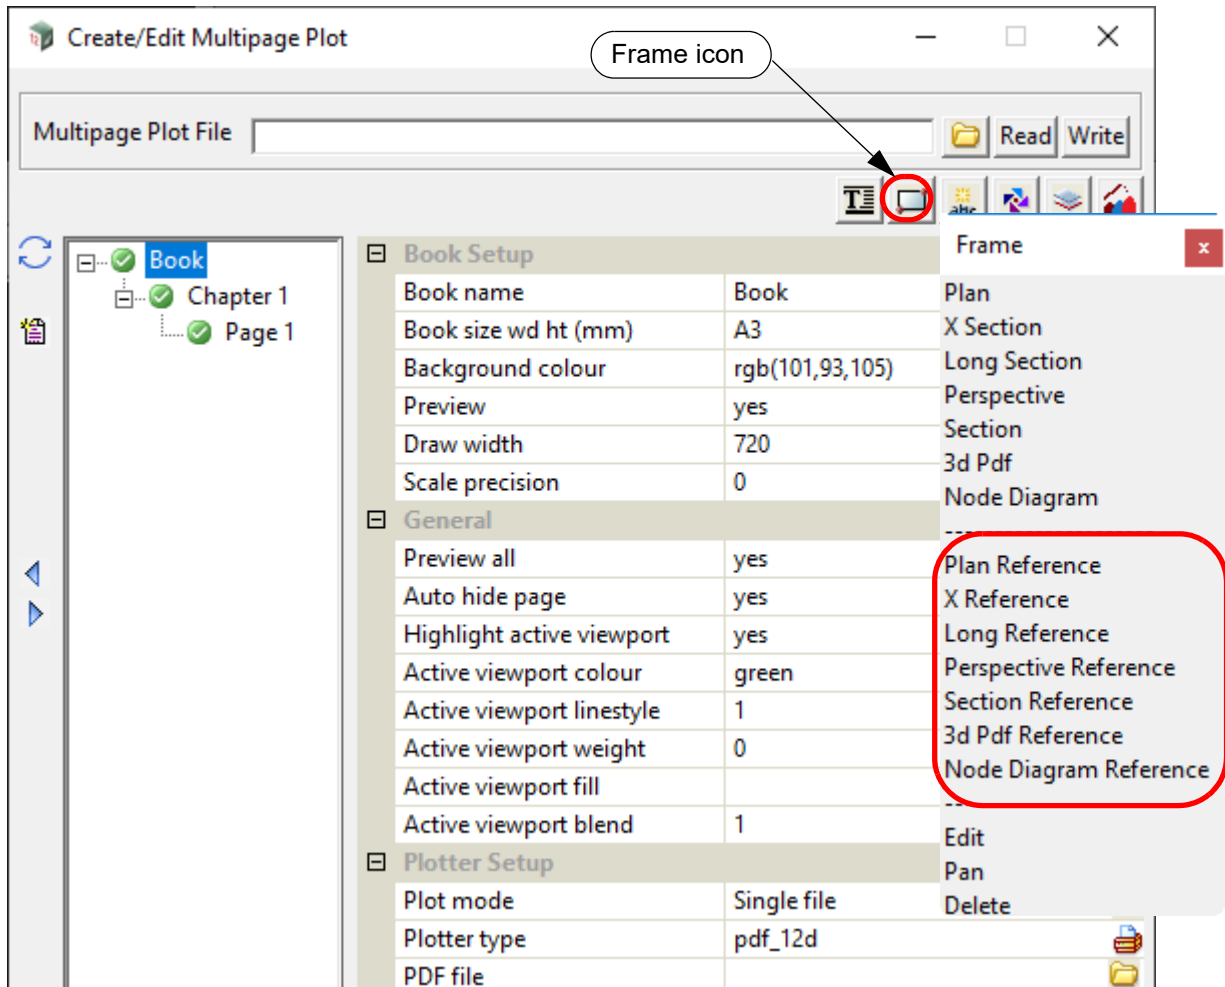 Create/Edit Multipage Plot
Frame icon
Multipage Plot File
Read
Write
T
abc
Frame
x
Book
Chapter 1
Page 1
Book Setup
Book name Book
Book size wd ht (mm) A3
Background colour rgb(101,93,105)
Preview yes
Draw width 720
Scale precision 0
General
Preview all yes
Auto hide page yes
Highlight active viewport yes
Active viewport colour green
Active viewport linestyle 1
Active viewport weight 0
Active viewport fill
Active viewport blend 1
Plotter Setup
Plot mode Single file
Plotter type pdf_12d
PDF file
Plan
X Section
Long Section
Perspective
Section
3d Pdf
Node Diagram
Plan Reference
X Reference
Long Reference
Perspective Reference
Section Reference
3d Pdf Reference
Node Diagram Reference
Edit
Pan
Delete